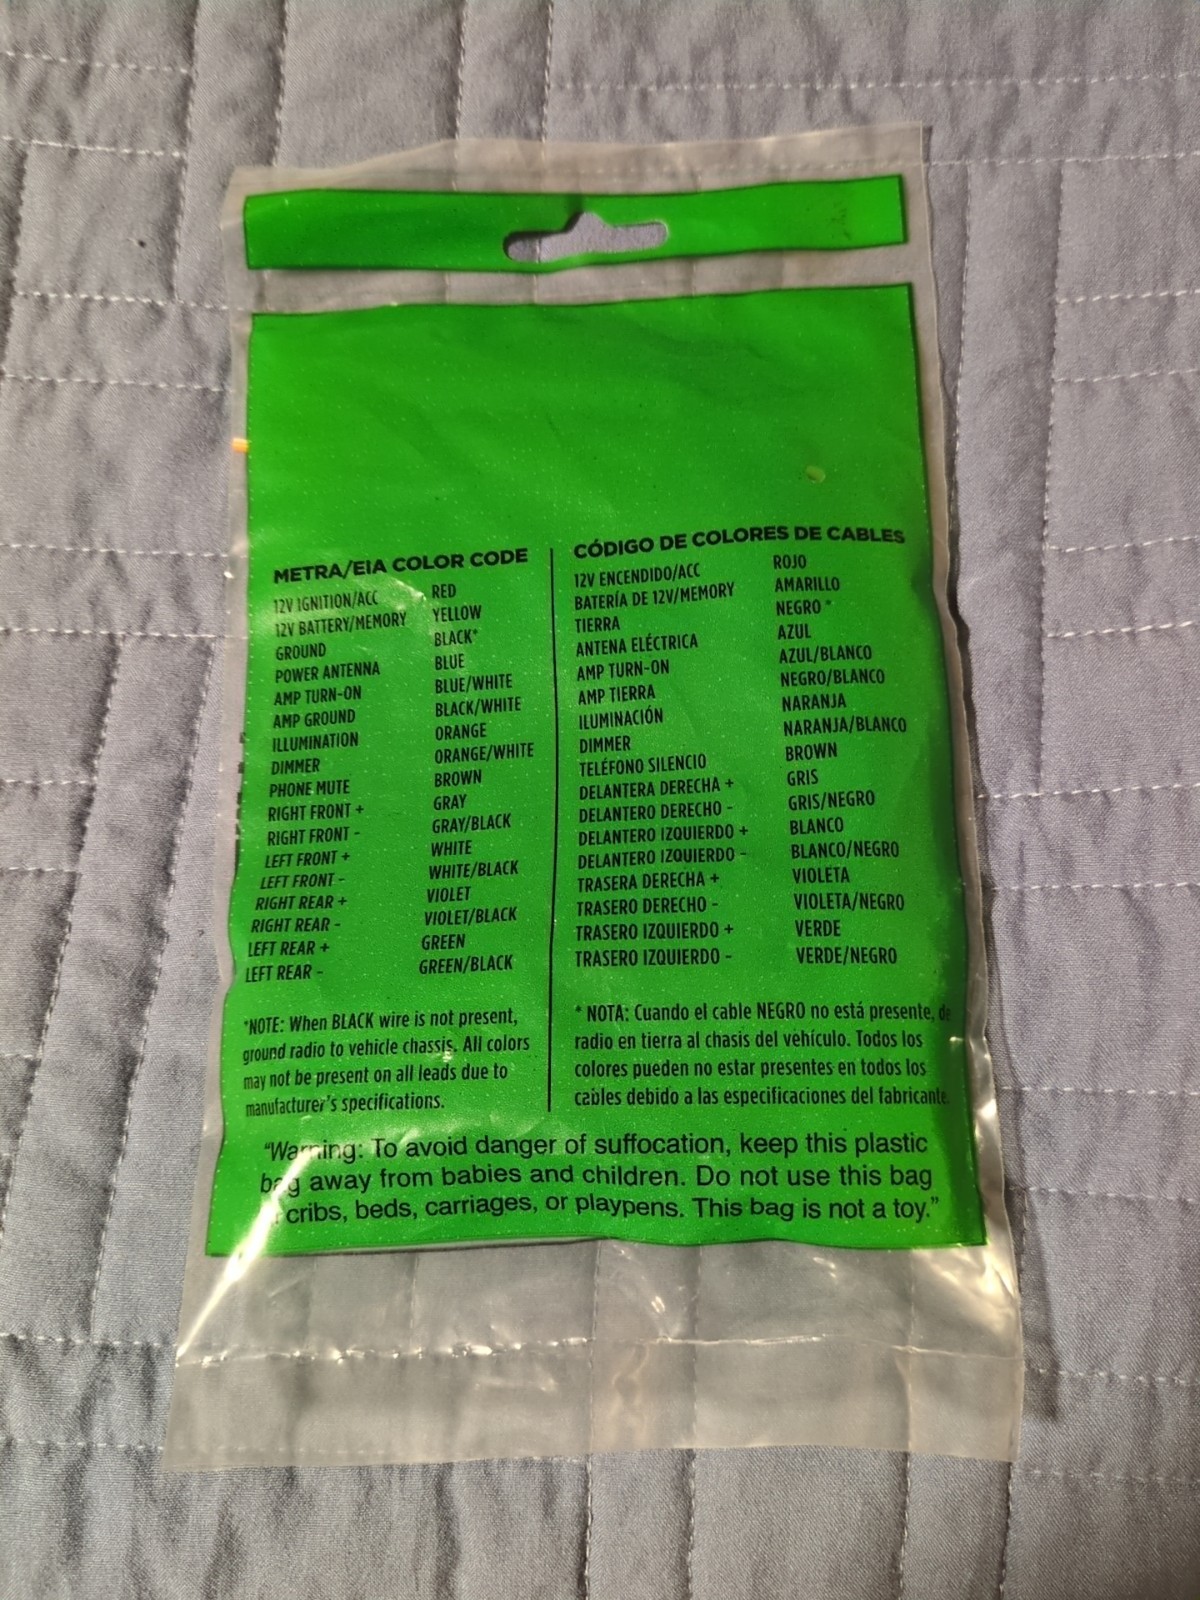 METRA/EIA COLOR CODE
12V IGNITION/ACC RED
12V BATTERY/MEMORY YELLOW
GROUND BLACK*
POWER ANTENNA BLUE
AMP TURN-ON BLUE/WHITE
AMP GROUND BLACK/WHITE
ILLUMINATION ORANGE
DIMMER ORANGE/WHITE
PHONE MUTE BROWN
RIGHT FRONT + GRAY
RIGHT FRONT - GRAY/BLACK
LEFT FRONT + WHITE
LEFT FRONT - WHITE/BLACK
RIGHT REAR + VIOLET
RIGHT REAR - VIOLET/BLACK
LEFT REAR + GREEN
LEFT REAR - GREEN/BLACK
*NOTE: When BLACK wire is not present,
ground radio to vehicle chassis. All colors
may not be present on all leads due to
manufacturer's specifications.
CÓDIGO DE COLORES DE CABLES
12V ENCENDIDO/ACC ROJO
BATERÍA DE 12V/MEMORY AMARILLO
TIERRA NEGRO *
ANTENA ELÉCTRICA AZUL
AMP TURN-ON AZUL/BLANCO
AMP TIERRA NEGRO/BLANCO
ILUMINACIÓN NARANJA
DIMMER NARANJA/BLANCO
TELÉFONO SILENCIO BROWN
DELANTERA DERECHA + GRIS
DELANTERO DERECHO - GRIS/NEGRO
DELANTERO IZQUIERDO + BLANCO
DELANTERO IZQUIERDO - BLANCO/NEGRO
TRASERA DERECHA + VIOLETA
TRASERO DERECHO - VIOLETA/NEGRO
TRASERO IZQUIERDO + VERDE
TRASERO IZQUIERDO - VERDE/NEGRO
* NOTA: Cuando el cable NEGRO no está presente, de
radio en tierra al chasis del vehículo. Todos los
colores pueden no estar presentes en todos los
cables debido a las especificaciones del fabricante.
"Warning: To avoid danger of suffocation, keep this plastic
bag away from babies and children. Do not use this bag
cribs, beds, carriages, or playpens. This bag is not a toy."